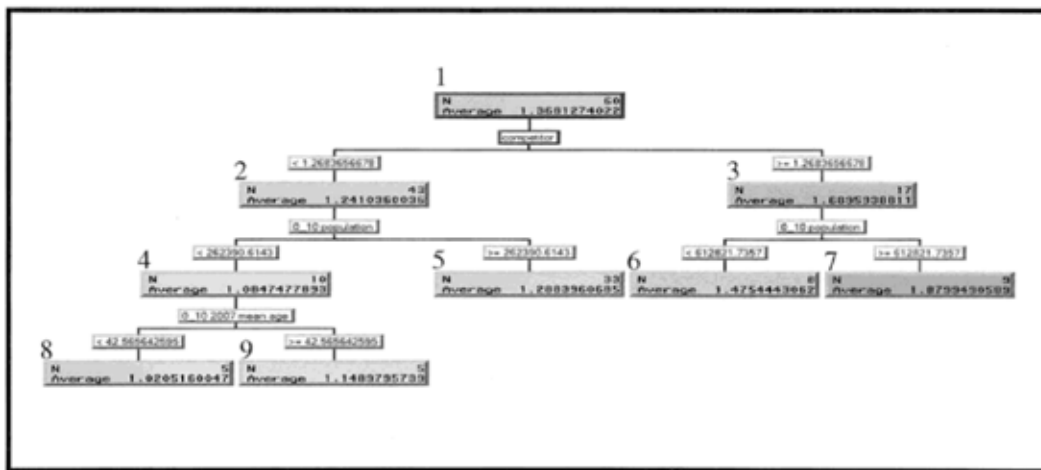 1
N 60
Average 1.3681274022
competitor
< 1.2683656678
>= 1.2683656678
2
N 43
Average 1.2410360035
3
N 17
Average 1.6895938811
0_10 population
0_10 population
< 262390.6143
>= 262390.6143
< 612821.7357
>= 612821.7357
4
N 10
Average 1.0847477893
5
N 33
Average 1.2883960685
6
N 8
Average 1.4754443062
7
N 9
Average 1.8799430589
0_10 2007 mean age
< 42.565642595
>= 42.565642595
8
N 5
Average 1.0205160047
9
N 5
Average 1.1489795739